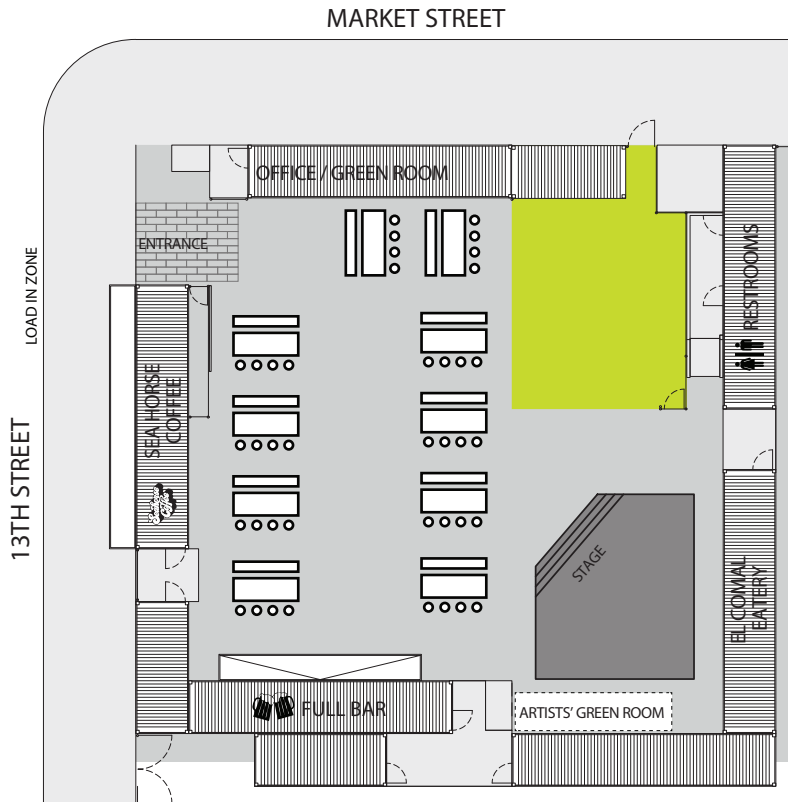 MARKET STREET
OFFICE / GREEN ROOM
ENTRANCE
LOAD IN ZONE
RESTROOMS
SEA HORSE
COFFEE
13TH STREET
STAGE
EL COMAL
EATERY
FULL BAR
ARTISTS' GREEN ROOM